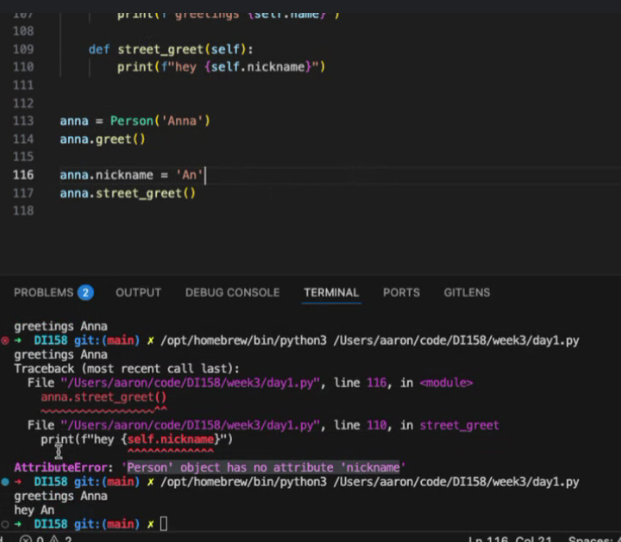 107 print(f"greetings {self.name}")
108
109 def street_greet(self):
110 print(f"hey {self.nickname}")
111
112
113 anna = Person('Anna')
114 anna.greet()
115
116 anna.nickname = 'An'
117 anna.street_greet()
118
PROBLEMS 2 OUTPUT DEBUG CONSOLE TERMINAL PORTS GITLENS
greetings Anna
➜ DI158 git:(main) ✗ /opt/homebrew/bin/python3 /Users/aaron/code/DI158/week3/day1.py
greetings Anna
Traceback (most recent call last):
File "/Users/aaron/code/DI158/week3/day1.py", line 116, in <module>
anna.street_greet()
~~~~~~~~~~~~~~~~~^^
File "/Users/aaron/code/DI158/week3/day1.py", line 110, in street_greet
print(f"hey {self.nickname}")
^^^^^^^^^^^^^
AttributeError: 'Person' object has no attribute 'nickname'
➜ DI158 git:(main) ✗ /opt/homebrew/bin/python3 /Users/aaron/code/DI158/week3/day1.py
greetings Anna
hey An
➜ DI158 git:(main) ✗
0 2 Ln 116, Col 21